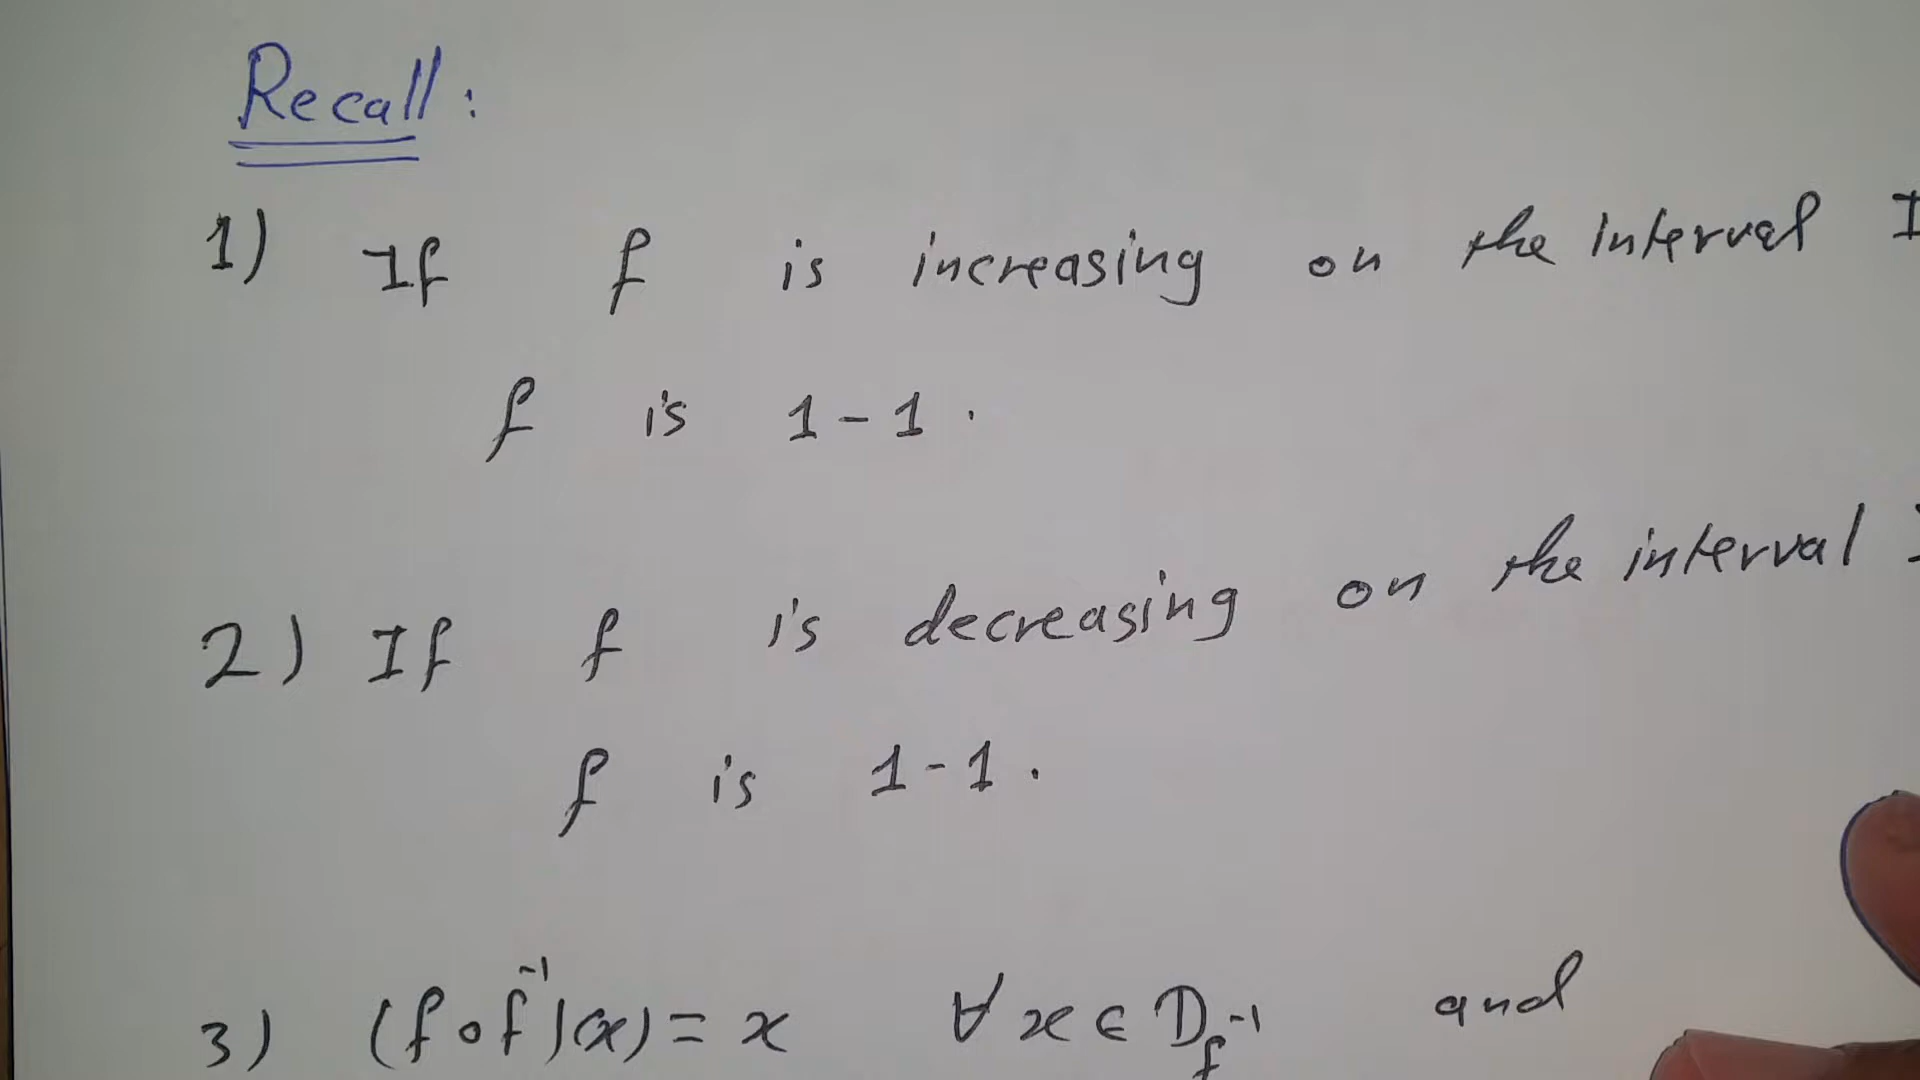 Recall:
1) If f is increasing on the interval I
f is 1-1.
2) If f is decreasing on the interval
f is 1-1.
3) (f∘f⁻¹)(x) = x ∀ x ∈ D_f⁻¹ and